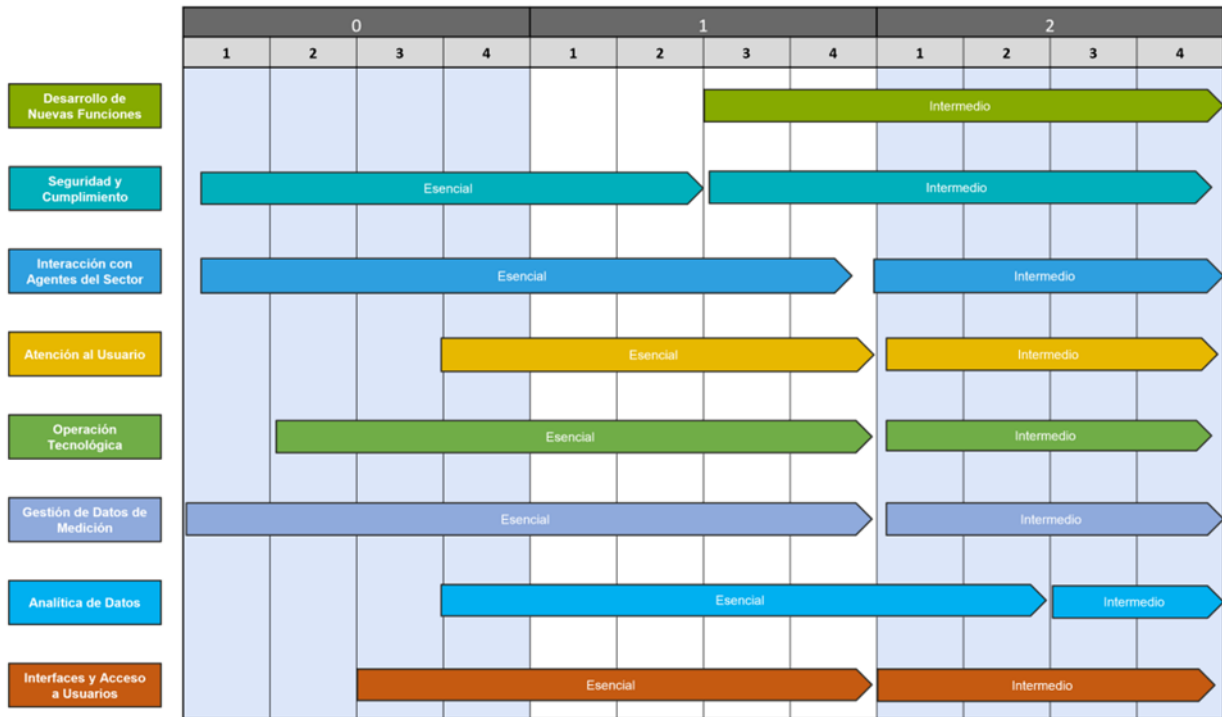 0 1 2
1 2 3 4 1 2 3 4 1 2 3 4
Desarrollo de
Nuevas Funciones
Intermedio
Seguridad y
Cumplimiento
Esencial Intermedio
Interacción con
Agentes del Sector
Esencial Intermedio
Atención al Usuario
Esencial Intermedio
Operación
Tecnológica
Esencial Intermedio
Gestión de Datos de
Medición
Esencial Intermedio
Analítica de Datos
Esencial Intermedio
Interfaces y Acceso
a Usuarios
Esencial Intermedio